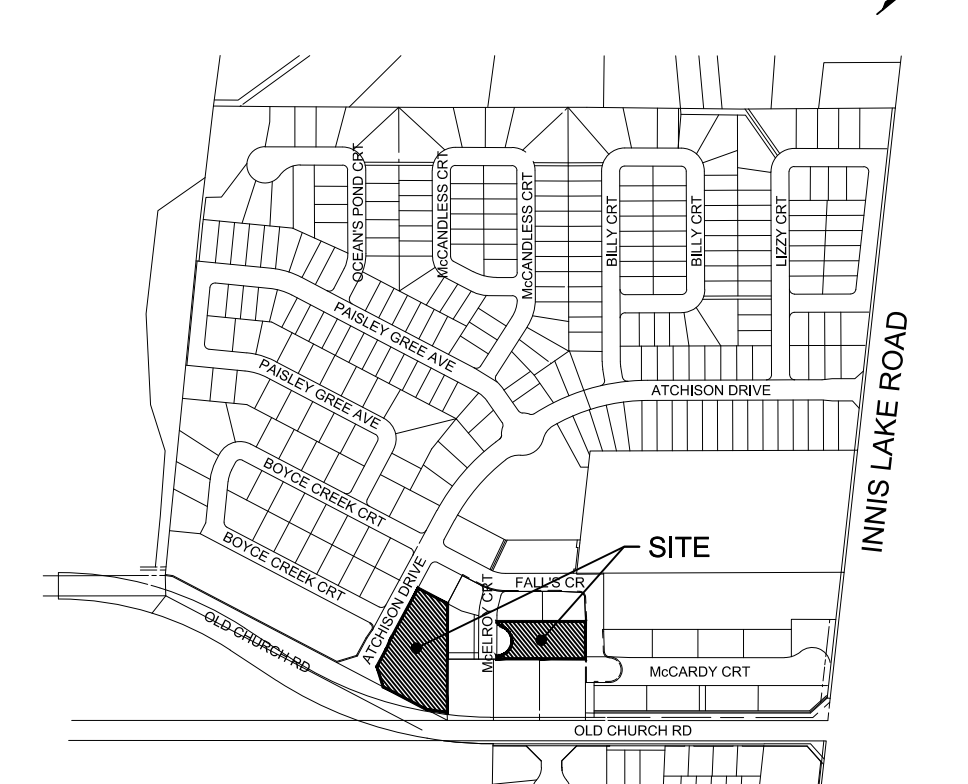 OCEAN'S POND CRT
McCANDLESS CRT
McCANDLESS CRT
BILLY CRT
BILLY CRT
LIZZY CRT
PAISLEY GREE AVE
PAISLEY GREE AVE
ATCHISON DRIVE
INNIS LAKE ROAD
BOYCE CREEK CRT
BOYCE CREEK CRT
SITE
ATCHISON DRIVE
FALL'S CR
McELROY CRT
OLD CHURCH RD
McCARDY CRT
OLD CHURCH RD